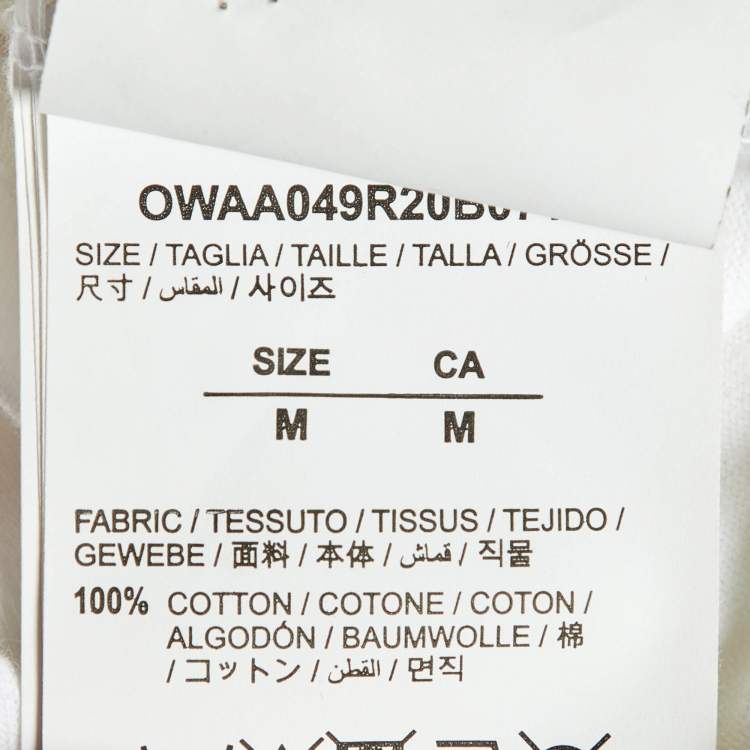 OWAA049R20B07
SIZE / TAGLIA / TAILLE / TALLA / GRÖSSE /
尺寸 / المقاس / 사이즈
SIZE CA
M M
FABRIC / TESSUTO / TISSUS / TEJIDO /
GEWEBE / 面料 / 本体 / قماش / 직물
100% COTTON / COTONE / COTON /
ALGODÓN / BAUMWOLLE / 棉
/ コットン / القطن / 면직